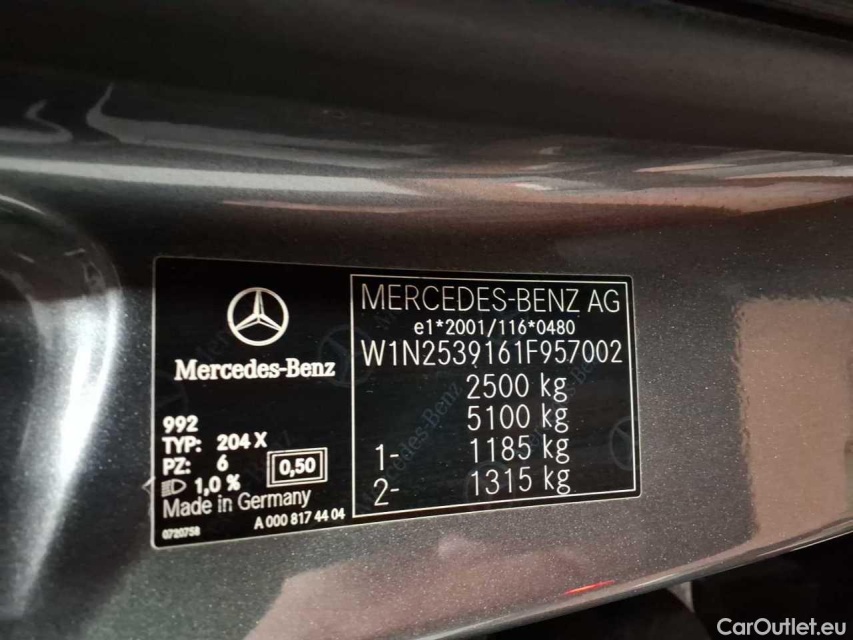 Mercedes-Benz
992
TYP: 204 X
PZ: 6
1,0 %
0,50
Made in Germany
0720758
A 000 817 44 04
MERCEDES-BENZ AG
e1*2001/116*0480
W1N2539161F957002
2500 kg
5100 kg
1- 1185 kg
2- 1315 kg
CarOutlet.eu